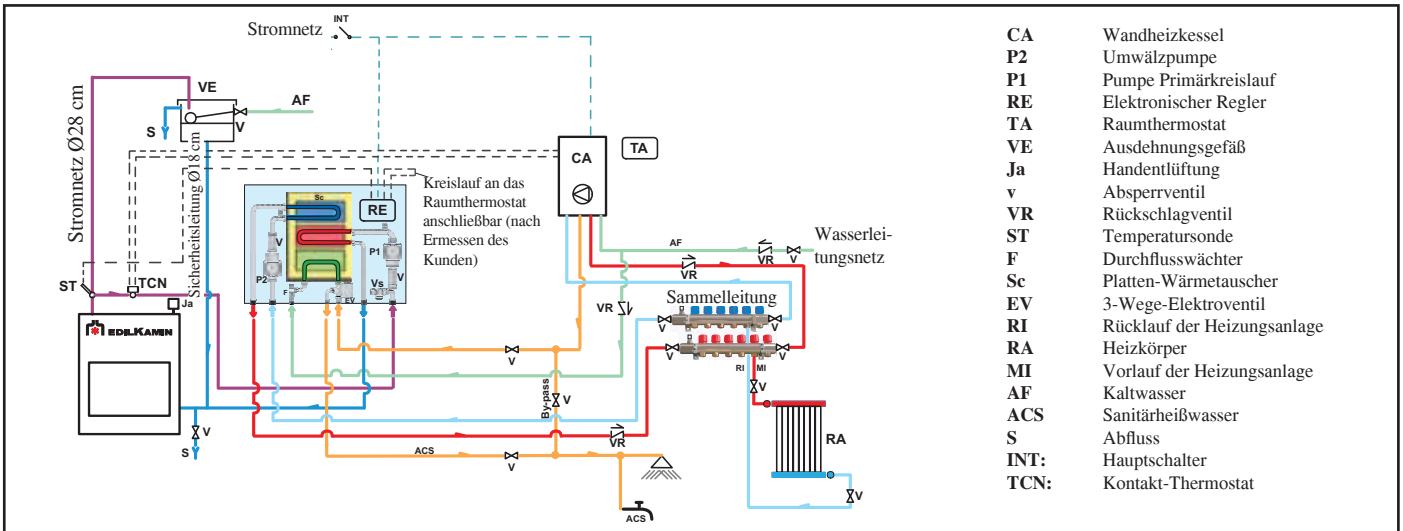 INT
Stromnetz
VE
AF
S
V
Stromnetz Ø28 cm
Sicherheitsleitung Ø18 cm
CA
TA
Kreislauf an das
Raumthermostat
anschließbar (nach
Ermessen des
Kunden)
Sc
RE
V
P1
P2
V
F
EV
Vs
ST
TCN
Ja
EDILKAMIN
AF
VR
V
Wasserlei-
tungsnetz
VR
VR
Sammelleitung
V
V
V
V
RI
MI
V
V
By-pass
V
VR
RA
V
S
V
ACS
V
ACS
CA Wandheizkessel
P2 Umwälzpumpe
P1 Pumpe Primärkreislauf
RE Elektronischer Regler
TA Raumthermostat
VE Ausdehnungsgefäß
Ja Handentlüftung
v Absperrventil
VR Rückschlagventil
ST Temperatursonde
F Durchflusswächter
Sc Platten-Wärmetauscher
EV 3-Wege-Elektroventil
RI Rücklauf der Heizungsanlage
RA Heizkörper
MI Vorlauf der Heizungsanlage
AF Kaltwasser
ACS Sanitärheißwasser
S Abfluss
INT: Hauptschalter
TCN: Kontakt-Thermostat